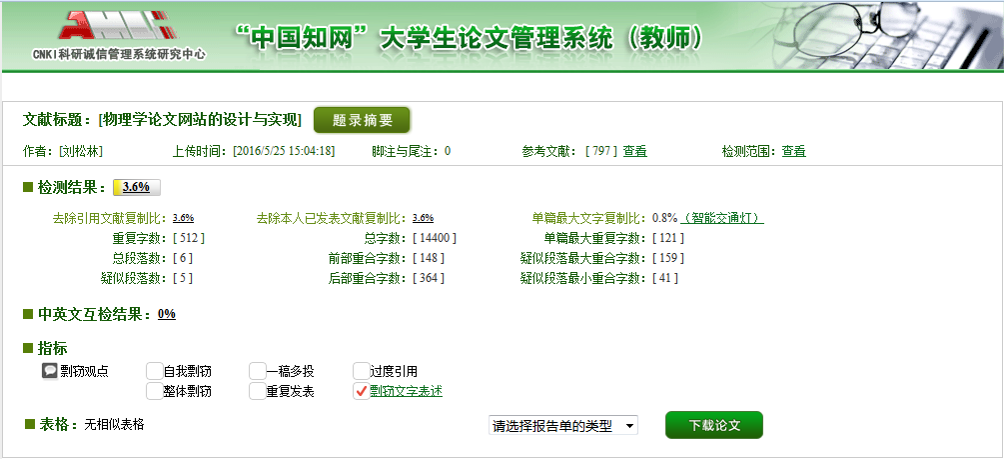 AMLC
CNKI科研诚信管理系统研究中心
“中国知网”大学生论文管理系统（教师）
文献标题：[物理学论文网站的设计与实现] 题录摘要
作者：[刘松林] 上传时间：[2016/5/25 15:04:18] 脚注与尾注：0 参考文献：[ 797 ] 查看 检测范围：查看
检测结果：3.6%
去除引用文献复制比：3.6% 去除本人已发表文献复制比：3.6% 单篇最大文字复制比：0.8%（智能交通灯）
重复字数：[ 512 ] 总字数：[ 14400 ] 单篇最大重复字数：[ 121 ]
总段落数：[ 6 ] 前部重合字数：[ 148 ] 疑似段落最大重合字数：[ 159 ]
疑似段落数：[ 5 ] 后部重合字数：[ 364 ] 疑似段落最小重合字数：[ 41 ]
中英文互检结果：0%
指标
剽窃观点 自我剽窃 一稿多投 过度引用
整体剽窃 重复发表 剽窃文字表述
表格：无相似表格 请选择报告单的类型 下载论文